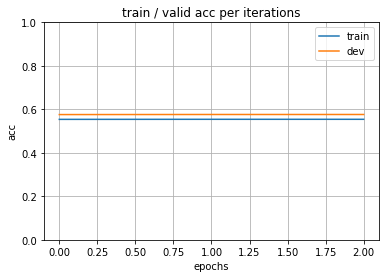 train / valid acc per iterations
train
dev
acc
1.0
0.8
0.6
0.4
0.2
0.0
0.00 0.25 0.50 0.75 1.00 1.25 1.50 1.75 2.00
epochs